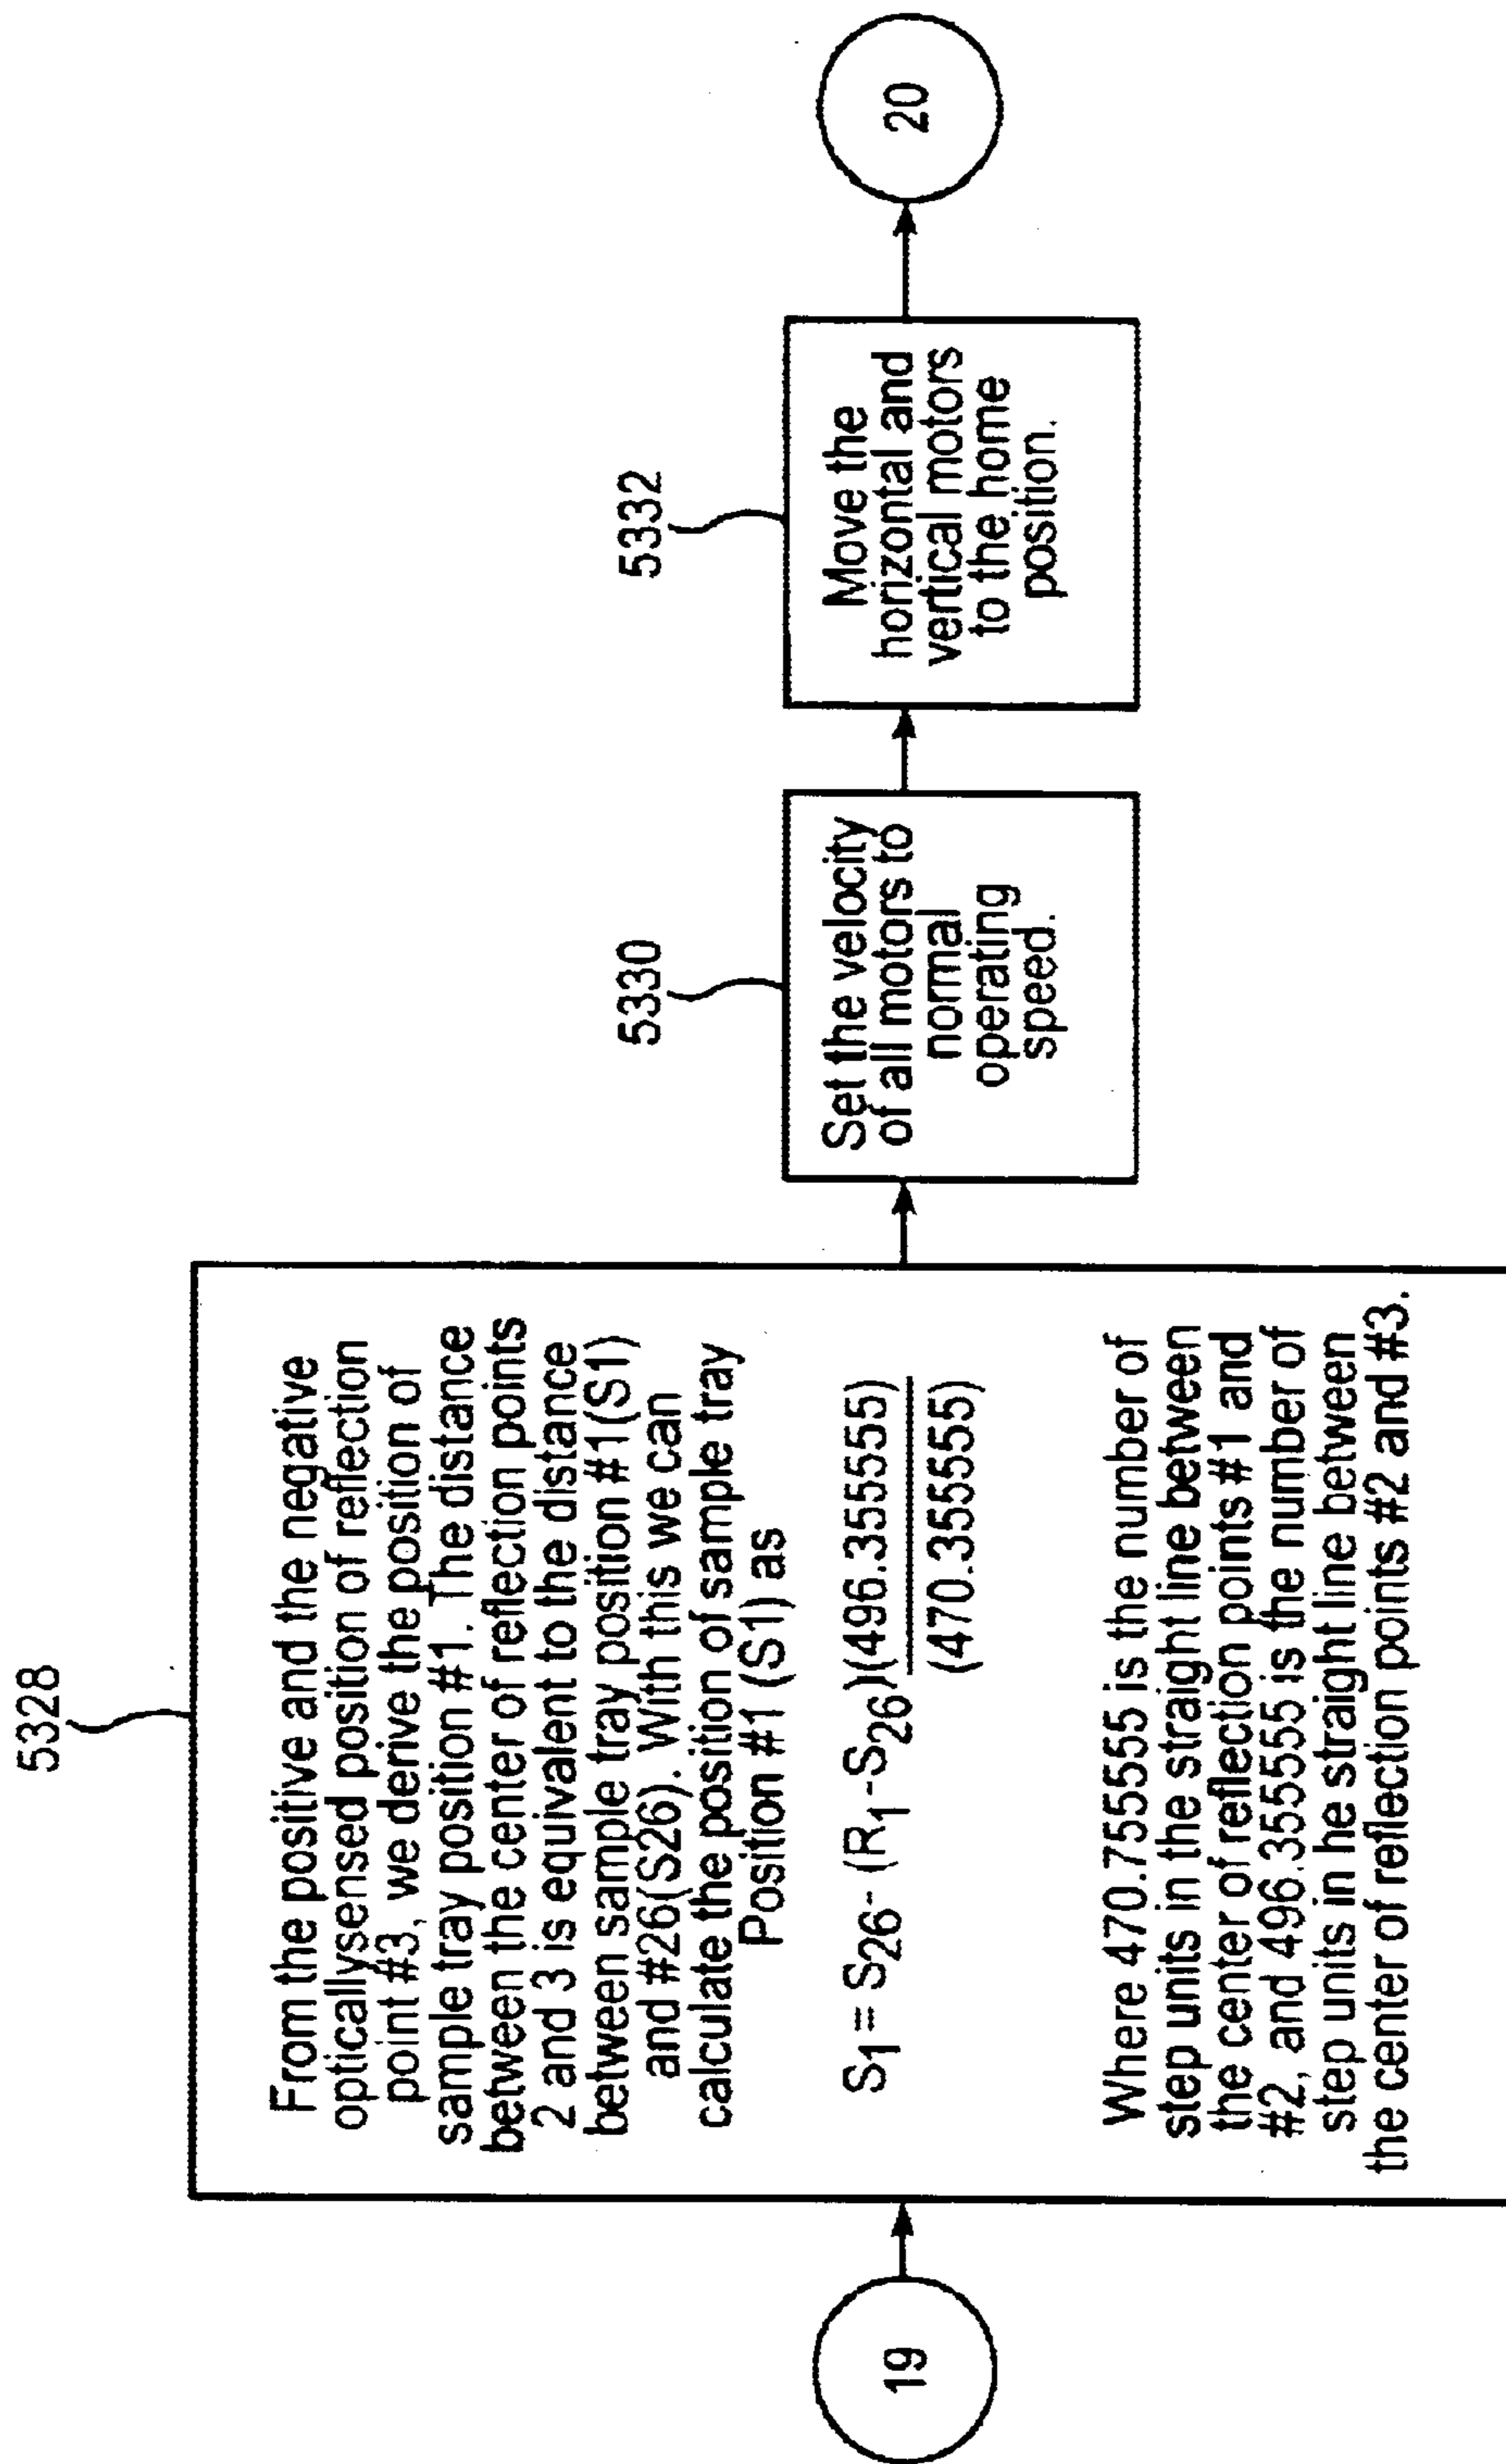 19
5328
From the positive and the negative
opticallysensed position of reflection
point #3, we derive the position of
sample tray position #1. The distance
between the center of reflection points
2 and 3 is equivalent to the distance
between sample tray position #1(S1)
and #26(S26). With this we can
calculate the position of sample tray
Position #1 (S1) as
S1 = S26- (R1-S26)(496.355555)
(470.355555)
Where 470.755555 is the number of
step units in the straight line between
the center of reflection points #1 and
#2, and 496.355555 is the number of
step units in he straight line between
the center of reflection points #2 and #3.
5330
Set the velocity
of all motors to
normal
operating
speed.
5332
Move the
horizontal and
vertical motors
to the home
position.
20